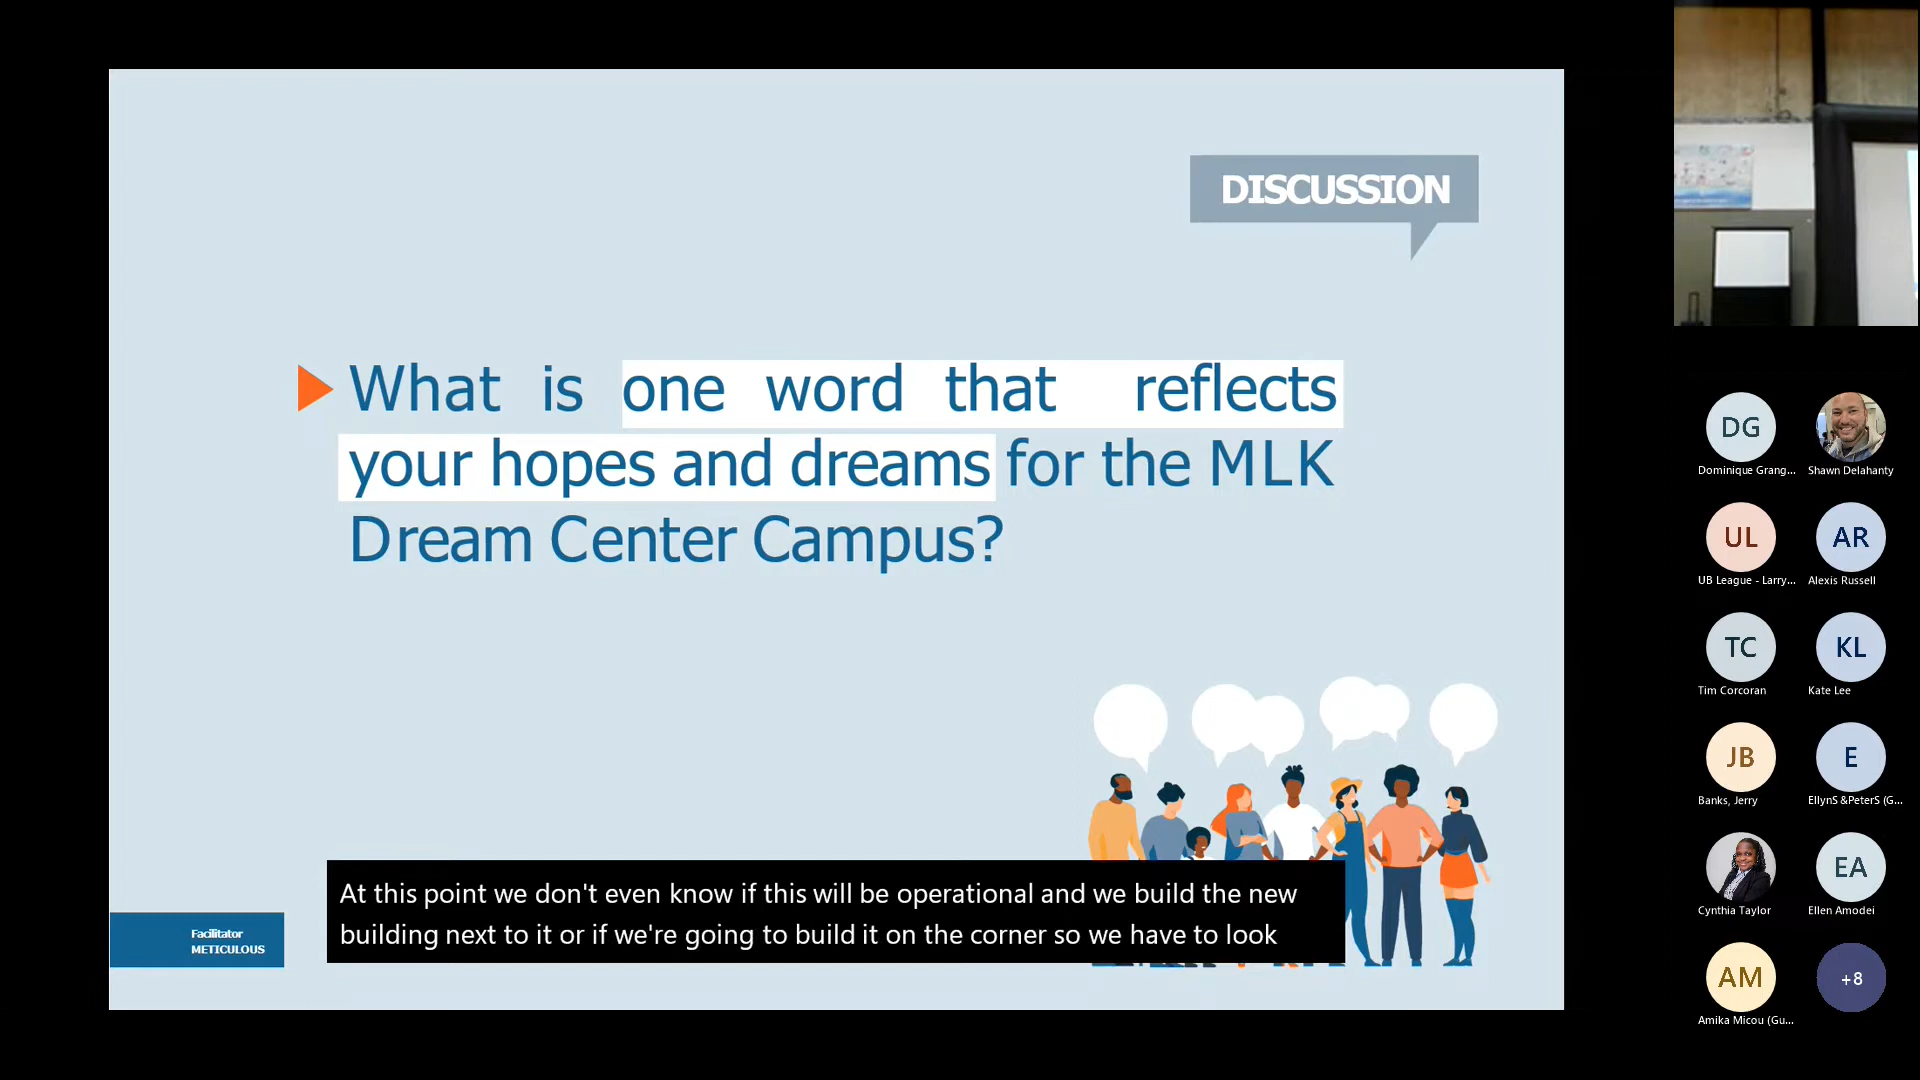 DISCUSSION
What is one word that reflects
your hopes and dreams for the MLK
Dream Center Campus?
At this point we don't even know if this will be operational and we build the new
building next to it or if we're going to build it on the corner so we have to look
Facilitator
METICULOUS
DG
Dominique Grang...
Shawn Delahanty
UL
UB League - Larry...
AR
Alexis Russell
TC
Tim Corcoran
KL
Kate Lee
JB
Banks, Jerry
E
EllynS &PeterS (G...
Cynthia Taylor
EA
Ellen Amodei
AM
Amika Micou (Gu...
+8